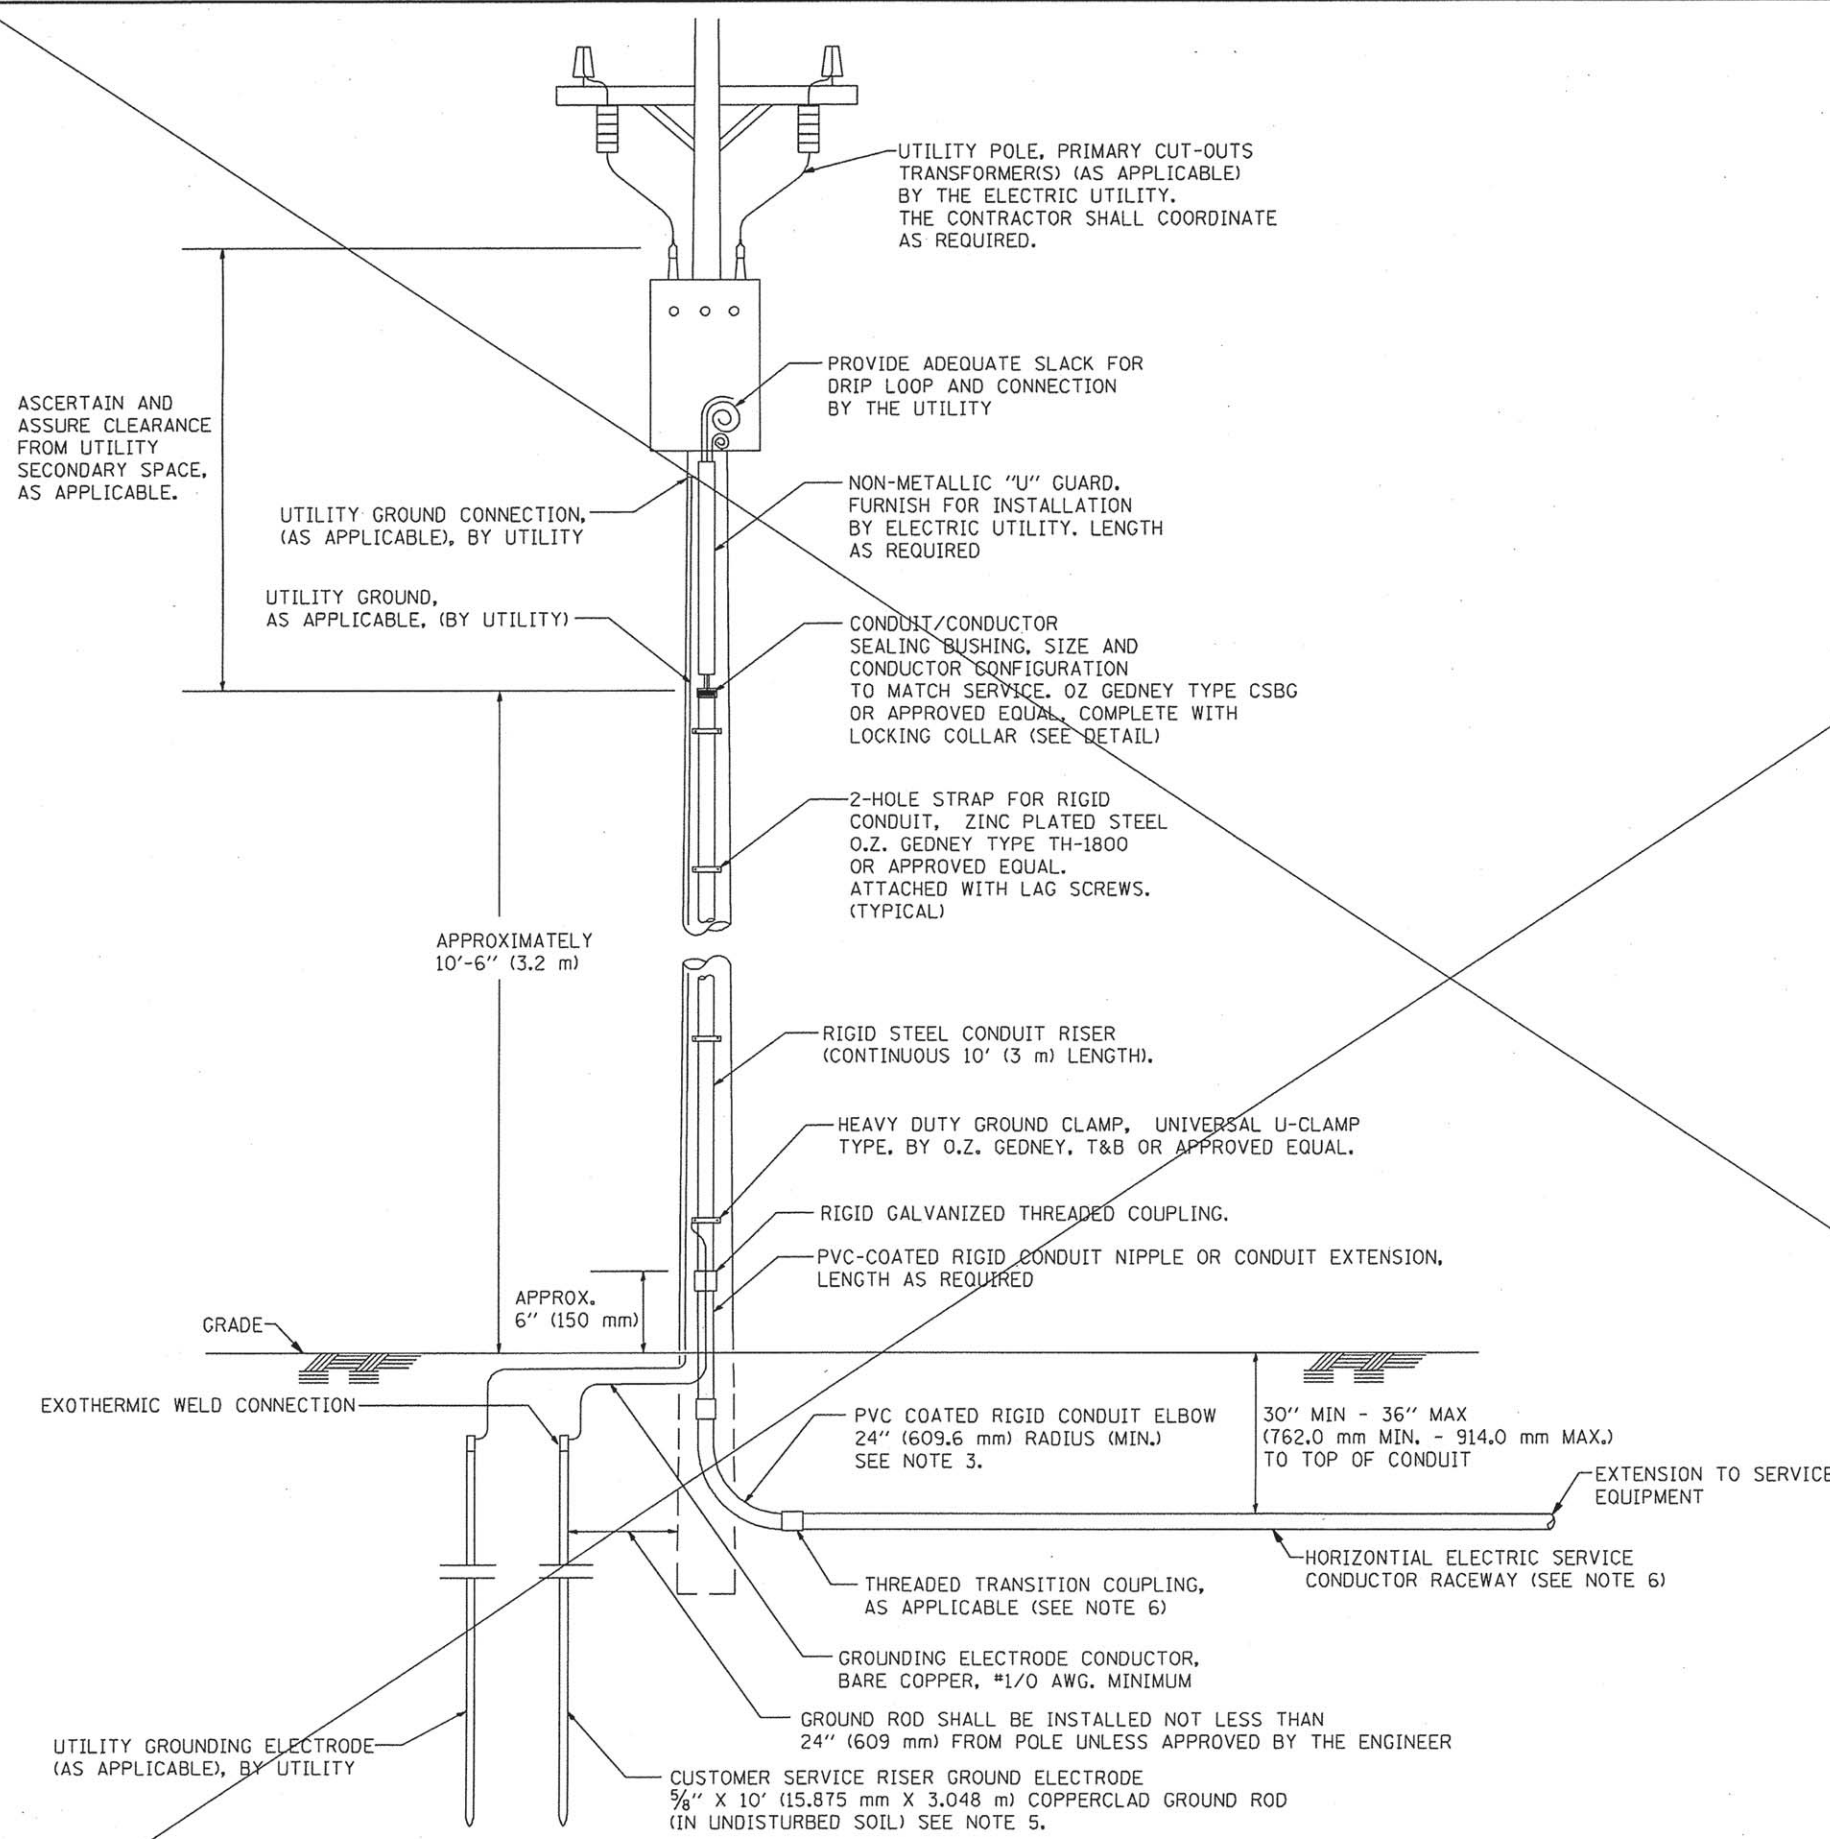 UTILITY POLE, PRIMARY CUT-OUTS
TRANSFORMER(S) (AS APPLICABLE)
BY THE ELECTRIC UTILITY.
THE CONTRACTOR SHALL COORDINATE
AS REQUIRED.
PROVIDE ADEQUATE SLACK FOR
DRIP LOOP AND CONNECTION
BY THE UTILITY
ASCERTAIN AND
ASSURE CLEARANCE
FROM UTILITY
SECONDARY SPACE,
AS APPLICABLE.
NON-METALLIC "U" GUARD.
FURNISH FOR INSTALLATION
BY ELECTRIC UTILITY. LENGTH
AS REQUIRED
UTILITY GROUND CONNECTION,
(AS APPLICABLE), BY UTILITY
UTILITY GROUND,
AS APPLICABLE, (BY UTILITY)
CONDUIT/CONDUCTOR
SEALING BUSHING, SIZE AND
CONDUCTOR CONFIGURATION
TO MATCH SERVICE. OZ GEDNEY TYPE CSBG
OR APPROVED EQUAL, COMPLETE WITH
LOCKING COLLAR (SEE DETAIL)
2-HOLE STRAP FOR RIGID
CONDUIT, ZINC PLATED STEEL
O.Z. GEDNEY TYPE TH-1800
OR APPROVED EQUAL.
ATTACHED WITH LAG SCREWS.
(TYPICAL)
APPROXIMATELY
10'-6" (3.2 m)
RIGID STEEL CONDUIT RISER
(CONTINUOUS 10' (3 m) LENGTH).
HEAVY DUTY GROUND CLAMP, UNIVERSAL U-CLAMP
TYPE, BY O.Z. GEDNEY, T&B OR APPROVED EQUAL.
RIGID GALVANIZED THREADED COUPLING.
PVC-COATED RIGID CONDUIT NIPPLE OR CONDUIT EXTENSION,
LENGTH AS REQUIRED
APPROX.
6" (150 mm)
GRADE
EXOTHERMIC WELD CONNECTION
PVC COATED RIGID CONDUIT ELBOW
24" (609.6 mm) RADIUS (MIN.)
SEE NOTE 3.
30" MIN - 36" MAX
(762.0 mm MIN. - 914.0 mm MAX.)
TO TOP OF CONDUIT
EXTENSION TO SERVICE
EQUIPMENT
HORIZONTIAL ELECTRIC SERVICE
CONDUCTOR RACEWAY (SEE NOTE 6)
THREADED TRANSITION COUPLING,
AS APPLICABLE (SEE NOTE 6)
GROUNDING ELECTRODE CONDUCTOR,
BARE COPPER, #1/0 AWG. MINIMUM
GROUND ROD SHALL BE INSTALLED NOT LESS THAN
24" (609 mm) FROM POLE UNLESS APPROVED BY THE ENGINEER
UTILITY GROUNDING ELECTRODE
(AS APPLICABLE), BY UTILITY
CUSTOMER SERVICE RISER GROUND ELECTRODE
5/8" X 10' (15.875 mm X 3.048 m) COPPERCLAD GROUND ROD
(IN UNDISTURBED SOIL) SEE NOTE 5.